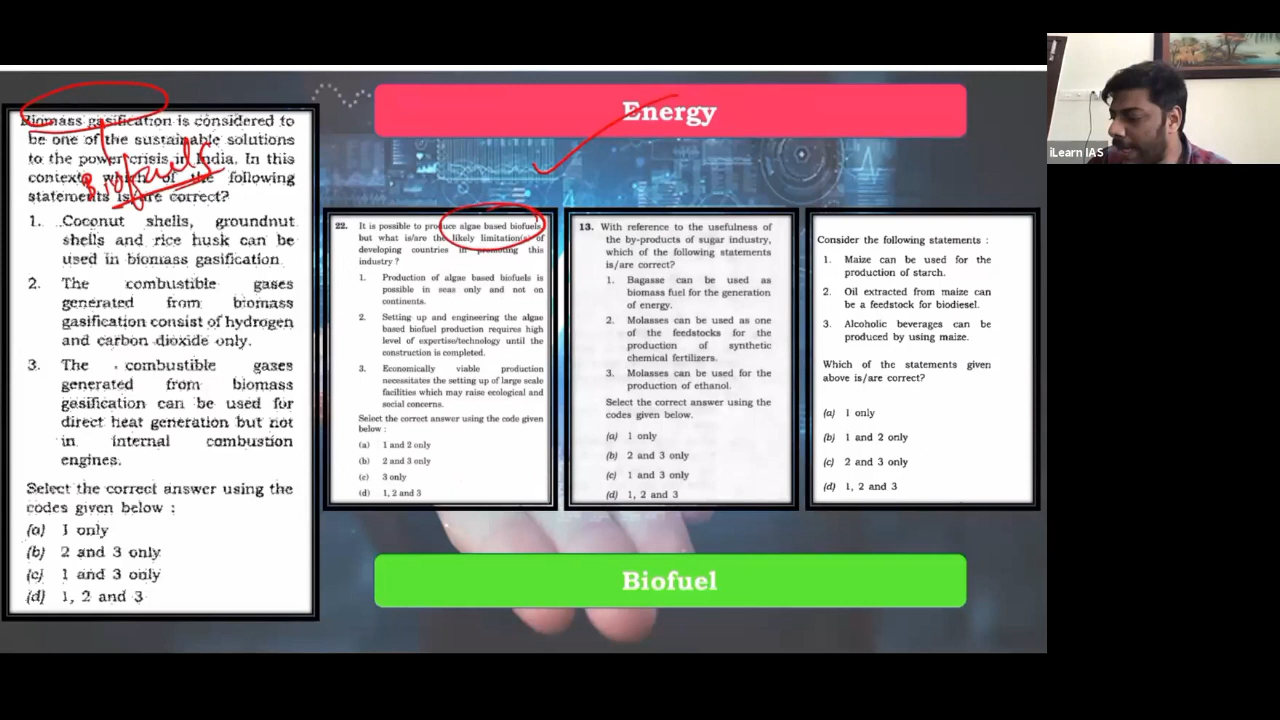 Energy
iLearn IAS
Biomass gasification is considered to
be one of the sustainable solutions
to the power crisis in India. In this
context, which of the following
statements is/are correct?
Biofuels
1. Coconut shells, groundnut
shells and rice husk can be
used in biomass gasification.
2. The combustible gases
generated from biomass
gasification consist of hydrogen
and carbon dioxide only.
3. The combustible gases
generated from biomass
gasification can be used for
direct heat generation but not
in internal combustion
engines.
Select the correct answer using the
codes given below :
(a) 1 only
(b) 2 and 3 only
(c) 1 and 3 only
(d) 1, 2 and 3
22. It is possible to produce algae based biofuels,
but what is/are the likely limitation(s) of
developing countries in promoting this
industry ?
1. Production of algae based biofuels is
possible in seas only and not on
continents.
2. Setting up and engineering the algae
based biofuel production requires high
level of expertise/technology until the
construction is completed.
3. Economically viable production
necessitates the setting up of large scale
facilities which may raise ecological and
social concerns.
Select the correct answer using the code given
below :
(a) 1 and 2 only
(b) 2 and 3 only
(c) 3 only
(d) 1, 2 and 3
13. With reference to the usefulness of
the by-products of sugar industry,
which of the following statements
is/are correct?
1. Bagasse can be used as
biomass fuel for the generation
of energy.
2. Molasses can be used as one
of the feedstocks for the
production of synthetic
chemical fertilizers.
3. Molasses can be used for the
production of ethanol.
Select the correct answer using the
codes given below.
(a) 1 only
(b) 2 and 3 only
(c) 1 and 3 only
(d) 1, 2 and 3
Consider the following statements :
1. Maize can be used for the
production of starch.
2. Oil extracted from maize can
be a feedstock for biodiesel.
3. Alcoholic beverages can be
produced by using maize.
Which of the statements given
above is/are correct?
(a) 1 only
(b) 1 and 2 only
(c) 2 and 3 only
(d) 1, 2 and 3
Biofuel